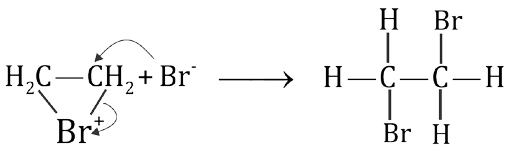 H Br
H₂C—CH₂ + Br⁻ ⟶ H—C—C—H
Br⁺ Br H